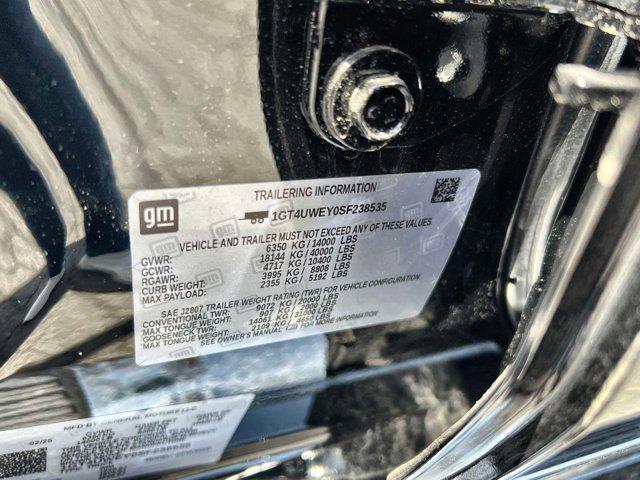 gm
TRAILERING INFORMATION
1GT4UWEY0SF238535
VEHICLE AND TRAILER MUST NOT EXCEED ANY OF THESE VALUES.
GVWR: 6350 KG/14000 LBS
GCWR: 18144 KG/40000 LBS
RGAWR: 4717 KG/10400 LBS
CURB WEIGHT: 3995 KG/ 8808 LBS
MAX PAYLOAD: 2355 KG/ 5192 LBS
SAE J2807 TRAILER WEIGHT RATING (TWR) FOR VEHICLE CONFIGURATION
CONVENTIONAL TWR: 9072 KG/20000 LBS
MAX TONGUE WEIGHT: 907 KG/ 2000 LBS
GOOSENECK TWR: 14061 KG/31000 LBS
MAX TONGUE WEIGHT: 2109 KG/ 4650 LBS
SEE OWNER'S MANUAL FOR MORE INFORMATION
MFD BY GENERAL MOTORS LLC
02/25